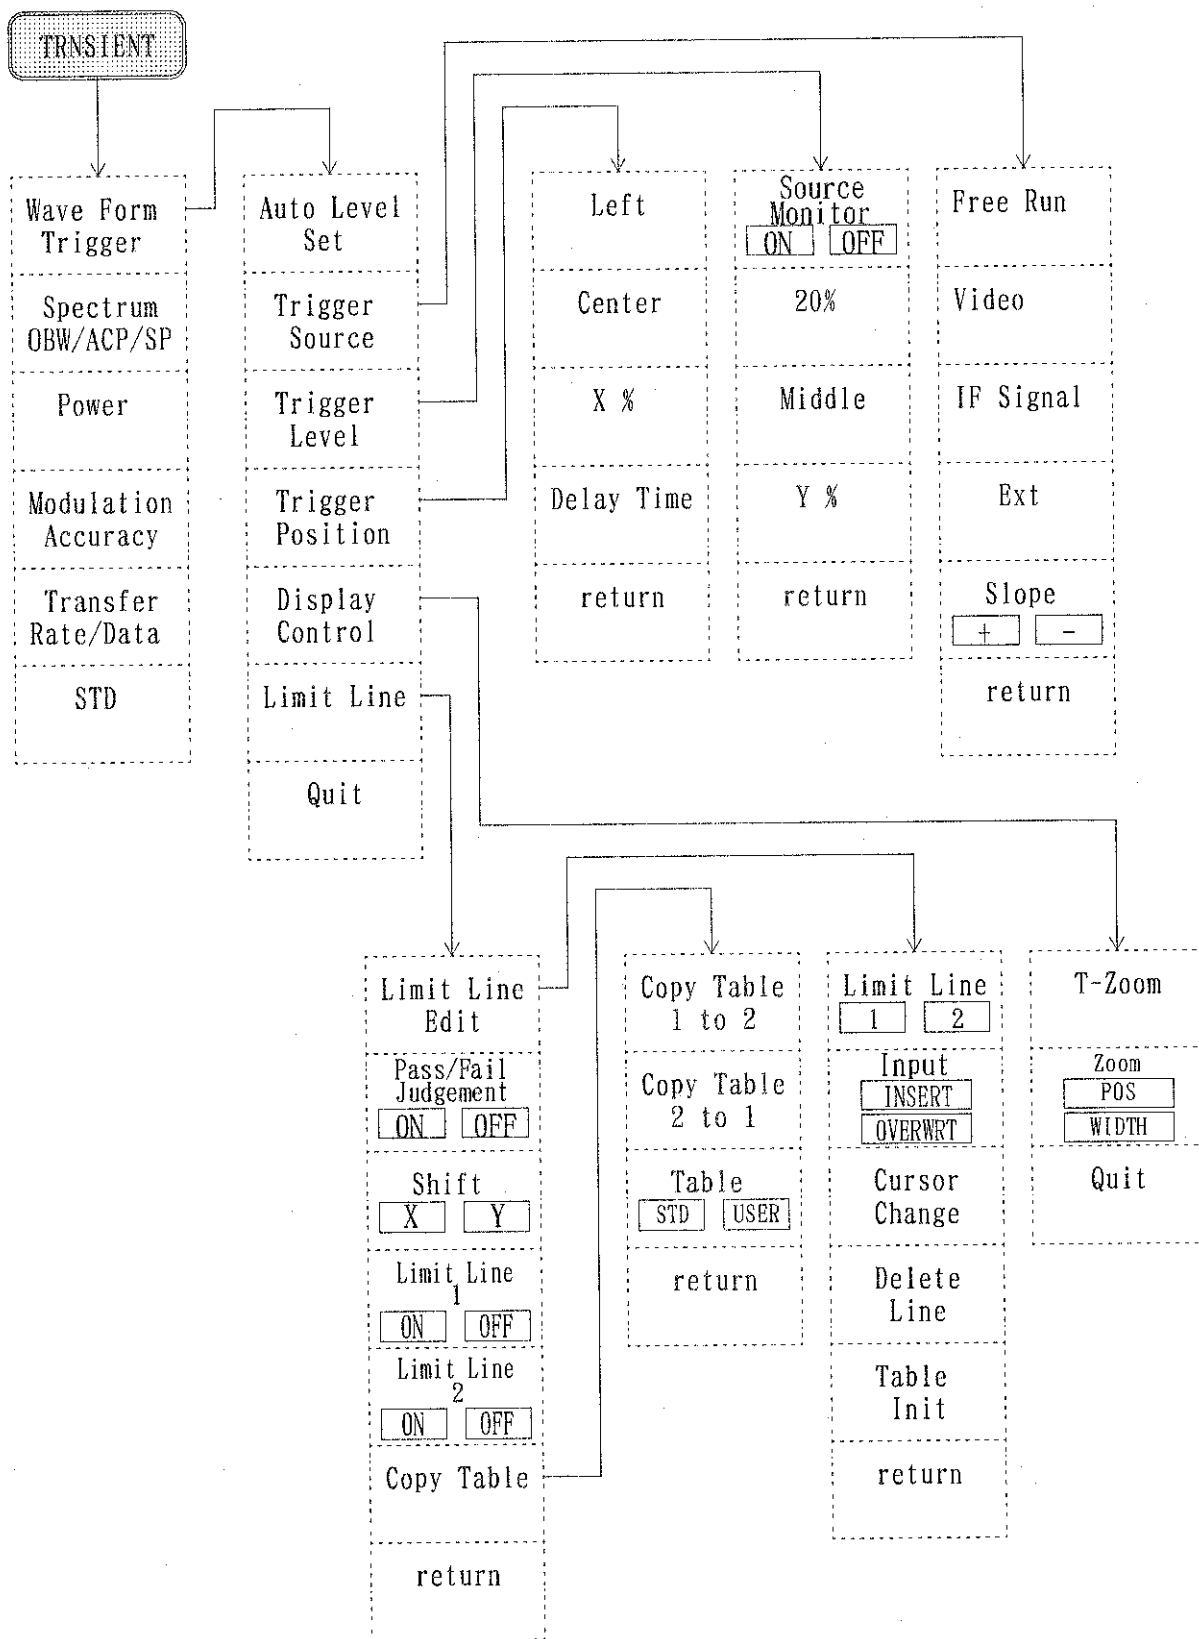 TRNSIENT
Wave Form
Trigger
Spectrum
OBW/ACP/SP
Power
Modulation
Accuracy
Transfer
Rate/Data
STD
Auto Level
Set
Trigger
Source
Trigger
Level
Trigger
Position
Display
Control
Limit Line
Quit
Left
Center
X %
Delay Time
return
Source
Monitor
ON OFF
20%
Middle
Y %
return
Free Run
Video
IF Signal
Ext
Slope
+ -
return
Limit Line
Edit
Pass/Fail
Judgement
ON OFF
Shift
X Y
Limit Line
1
ON OFF
Limit Line
2
ON OFF
Copy Table
return
Copy Table
1 to 2
Copy Table
2 to 1
Table
STD USER
return
Limit Line
1 2
Input
INSERT
OVERWRT
Cursor
Change
Delete
Line
Table
Init
return
T-Zoom
Zoom
POS
WIDTH
Quit